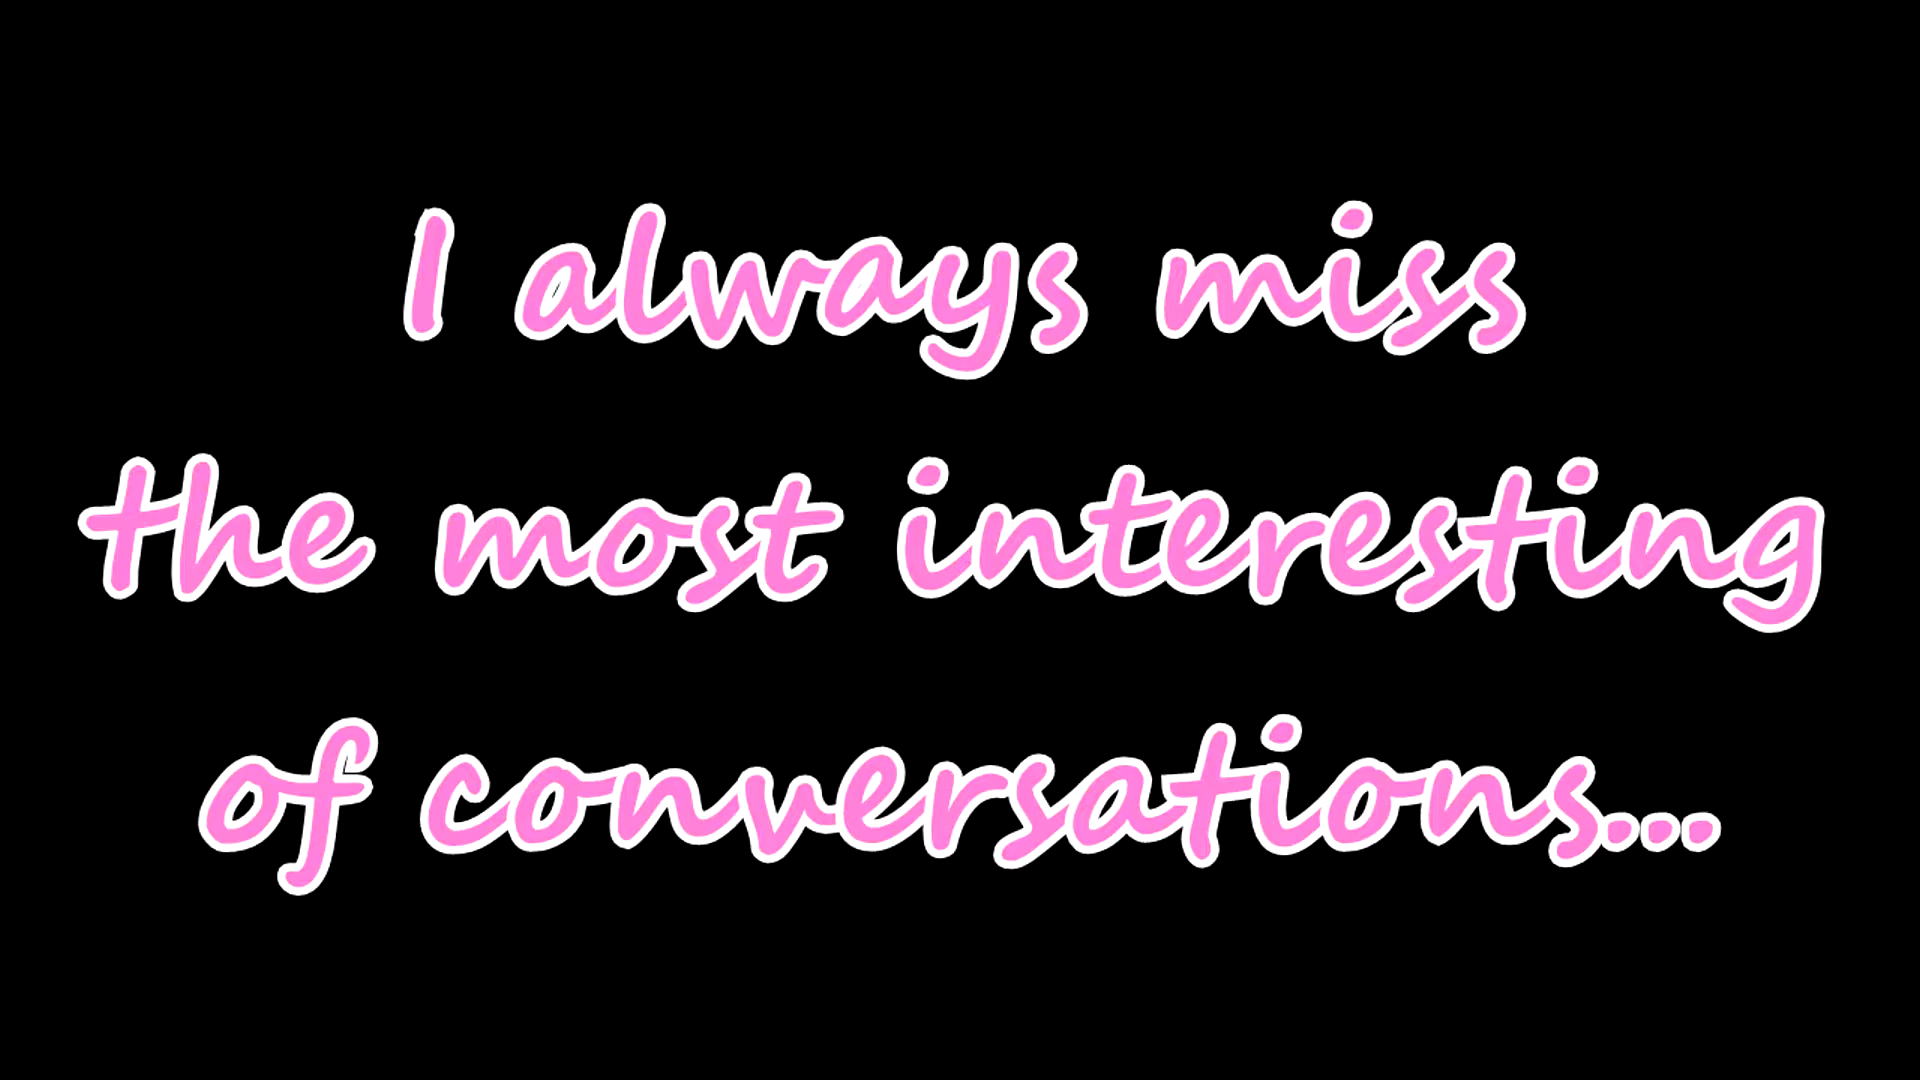 I always miss
the most interesting
of conversations...